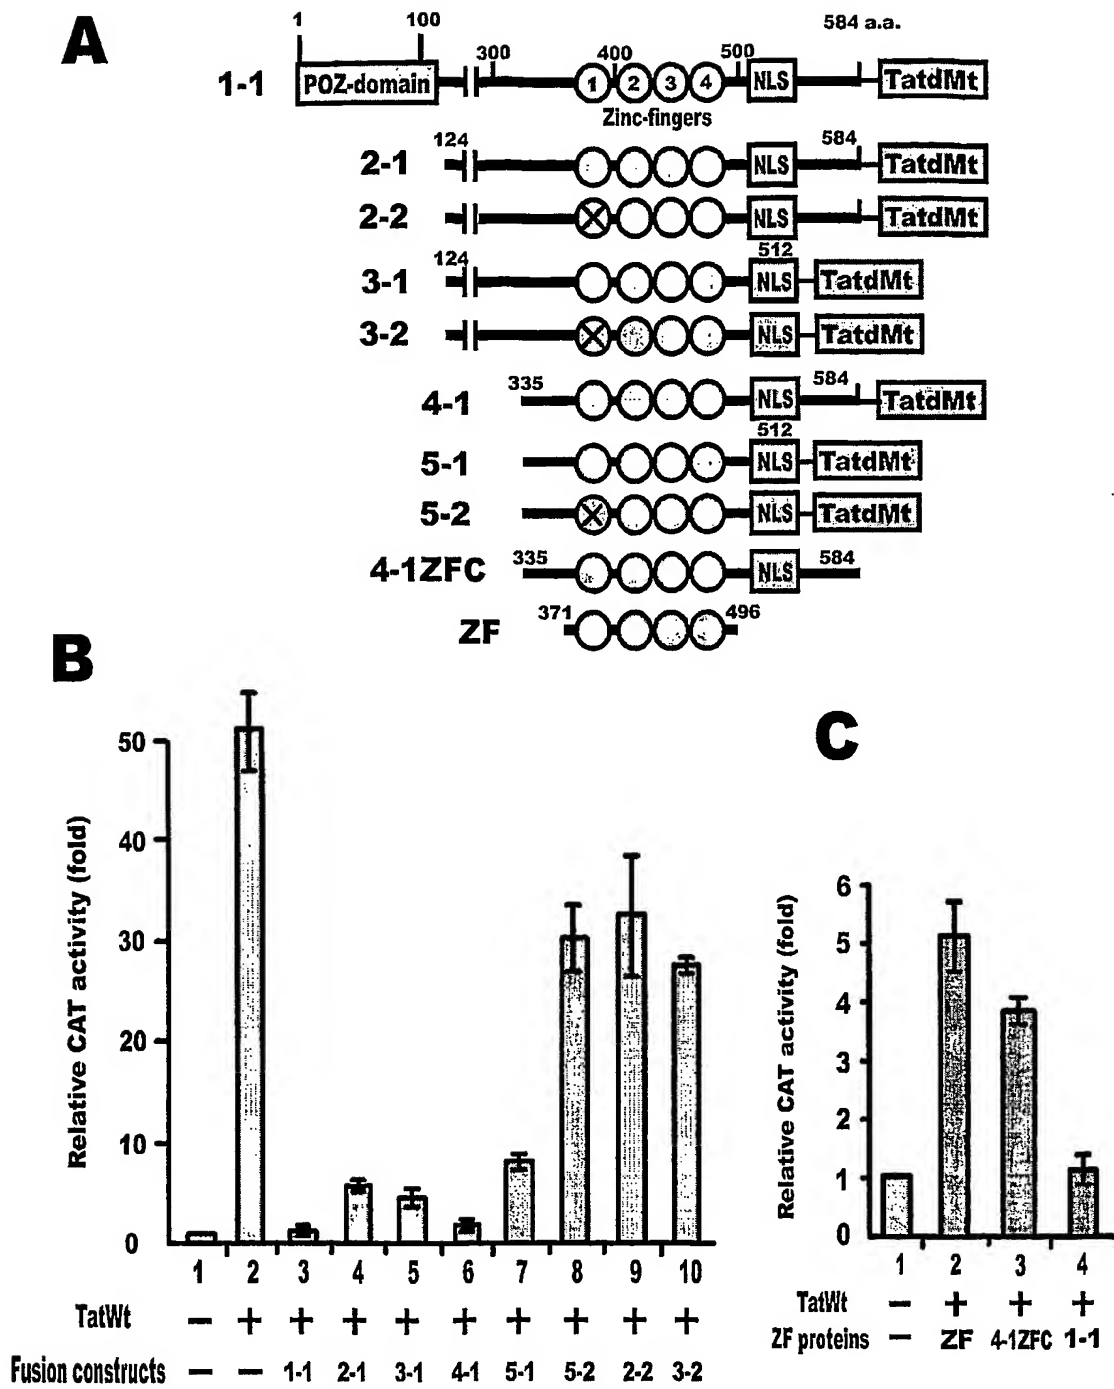 A
1 100 584 a.a.
300 400 500
1-1 POZ-domain 1 2 3 4 NLS TatdMt
Zinc-fingers
124 584
2-1 NLS TatdMt
2-2 NLS TatdMt
124 512
3-1 NLS TatdMt
3-2 NLS TatdMt
335 584
4-1 NLS TatdMt
512
5-1 NLS TatdMt
5-2 NLS TatdMt
335 584
4-1ZFC NLS
371 496
ZF
B
Relative CAT activity (fold)
50
40
30
20
10
0
1 2 3 4 5 6 7 8 9 10
TatWt − + + + + + + + + +
Fusion constructs − − 1-1 2-1 3-1 4-1 5-1 5-2 2-2 3-2
C
Relative CAT activity (fold)
6
5
4
3
2
1
0
1 2 3 4
TatWt − + + +
ZF proteins − ZF 4-1ZFC 1-1